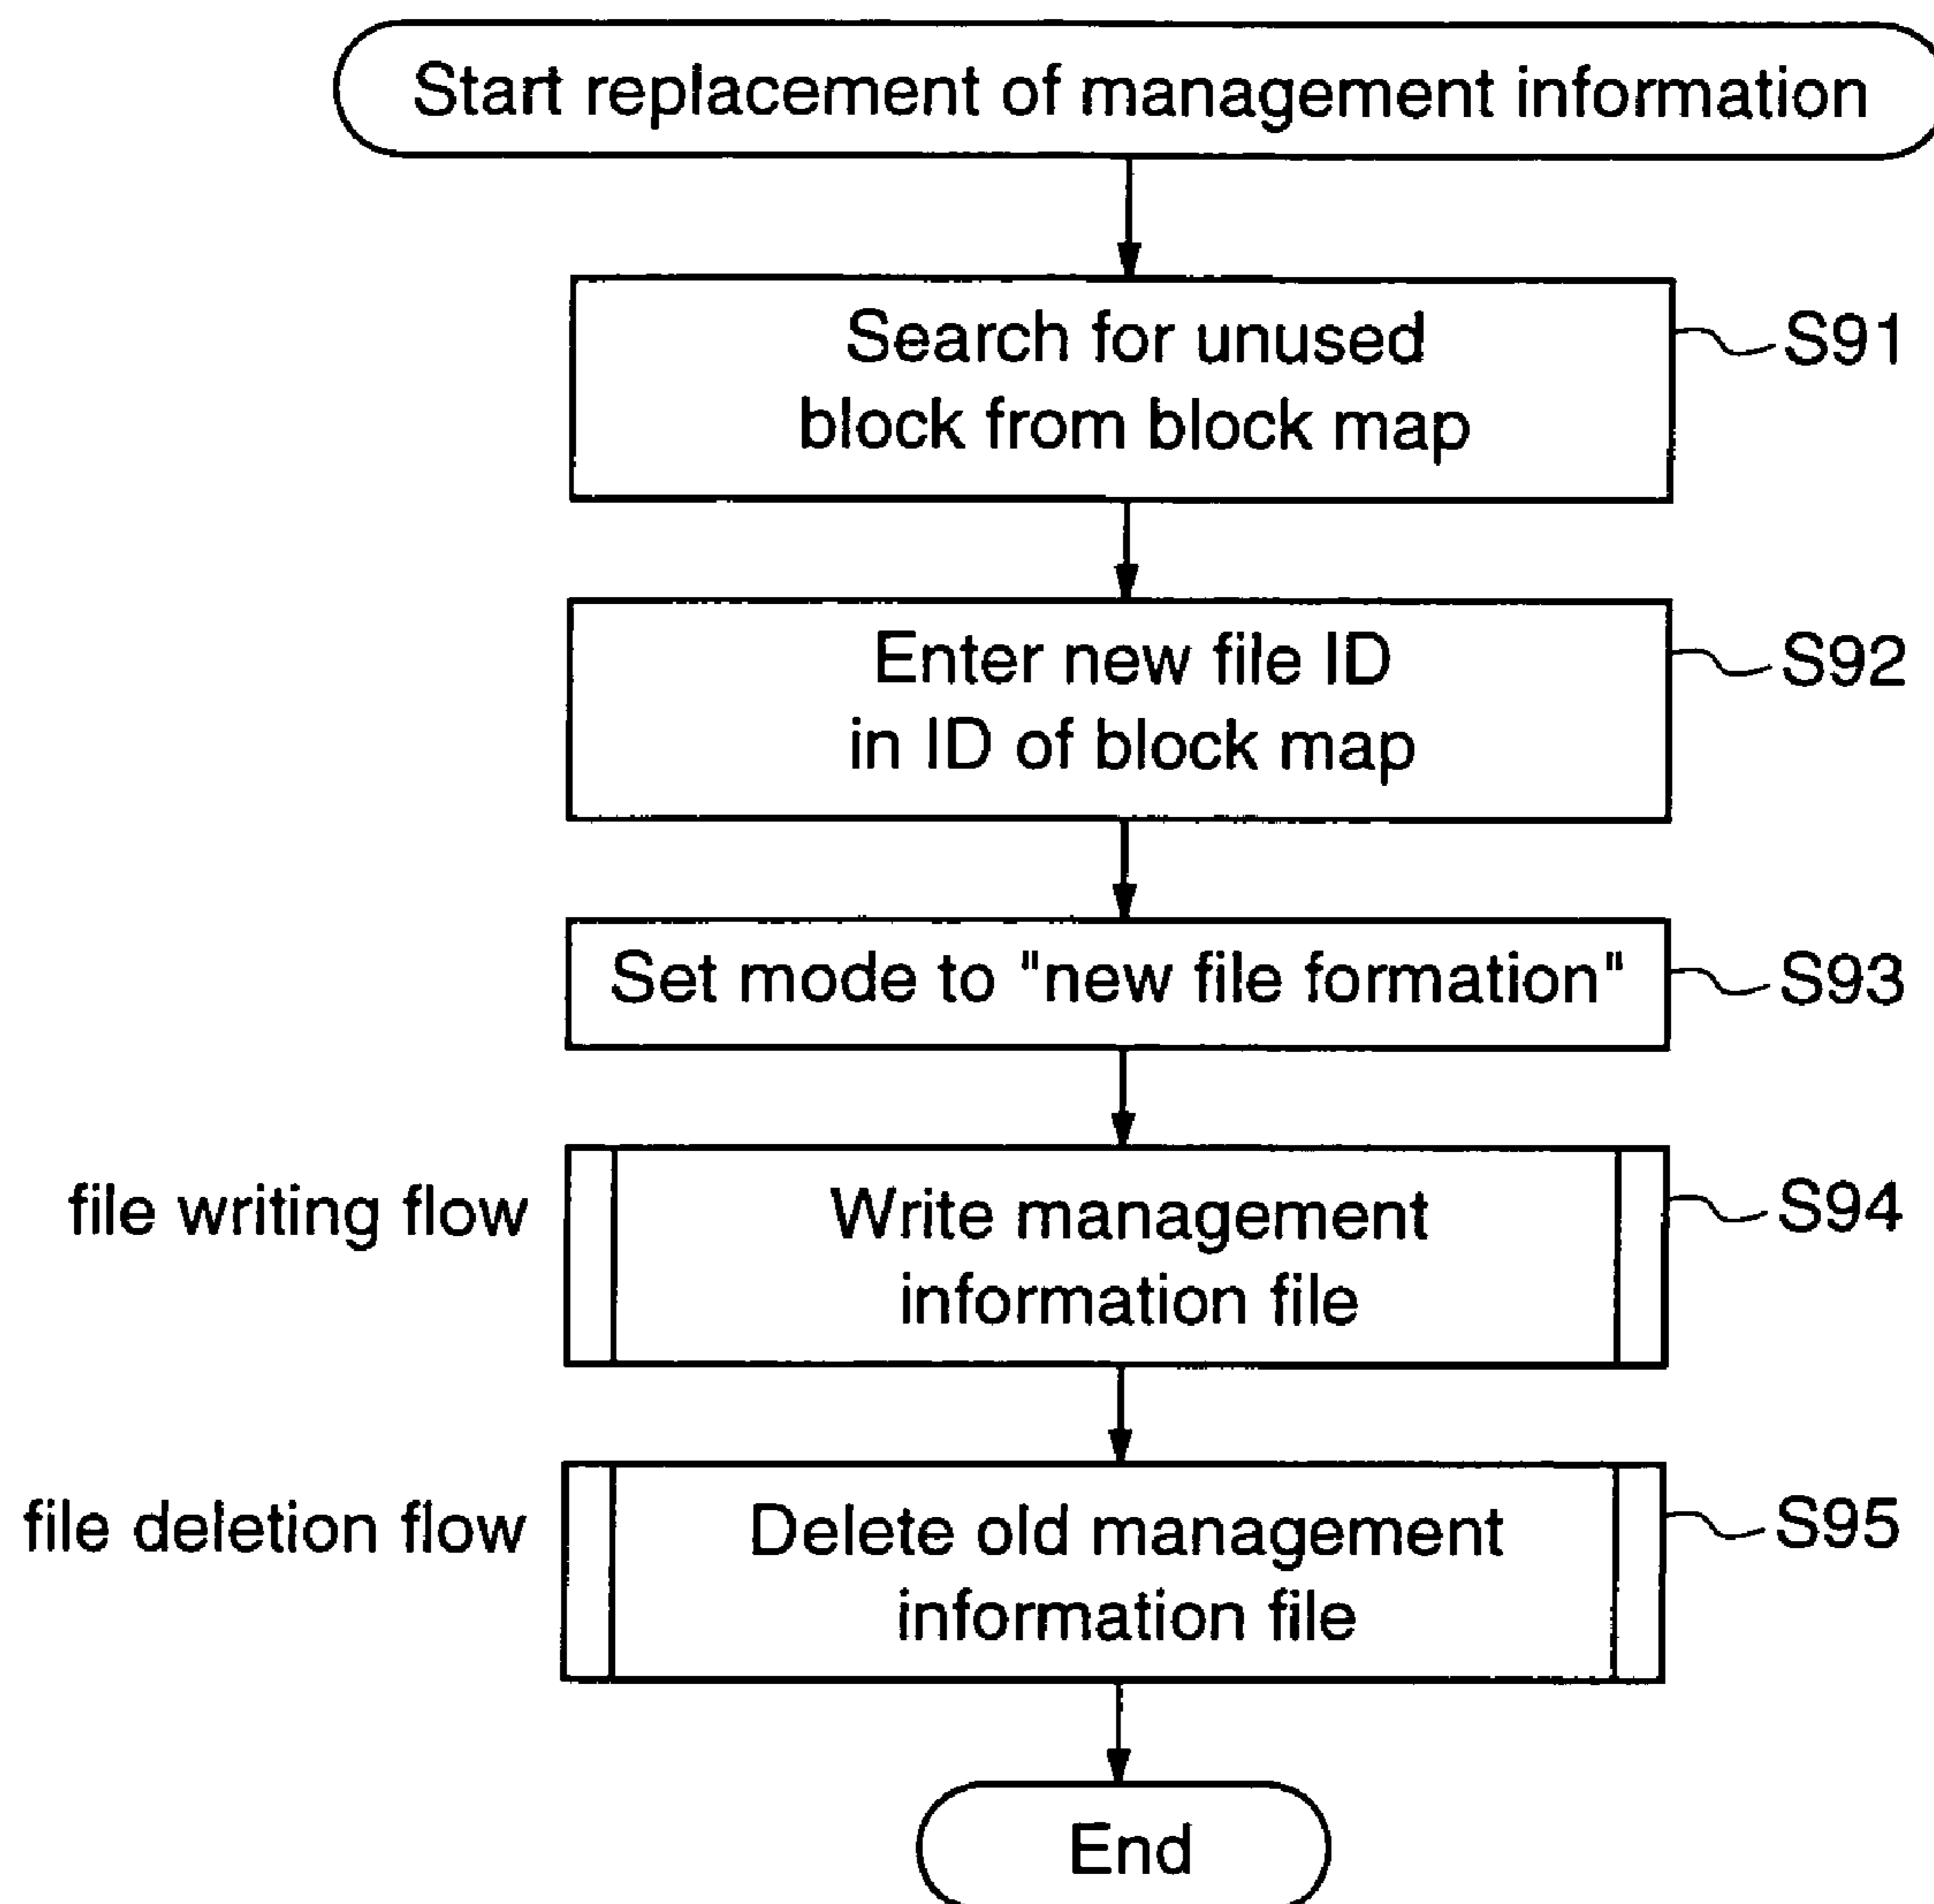 Start replacement of management information
Search for unused
block from block map
S91
Enter new file ID
in ID of block map
S92
Set mode to "new file formation"
S93
file writing flow
Write management
information file
S94
file deletion flow
Delete old management
information file
S95
End